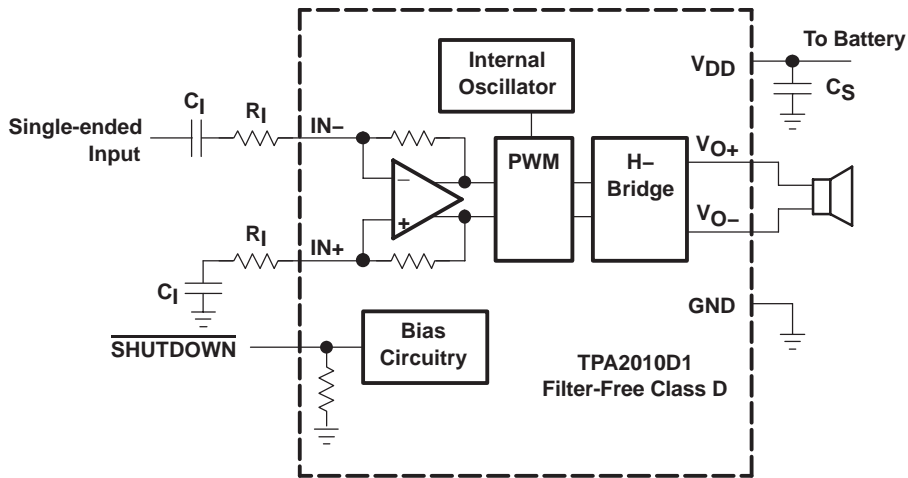 To Battery
Internal
Oscillator
VDD
CS
CI
RI
IN–
Single-ended
Input
PWM
H–
Bridge
VO+
VO–
–
+
RI
IN+
CI
GND
SHUTDOWN
Bias
Circuitry
TPA2010D1
Filter-Free Class D